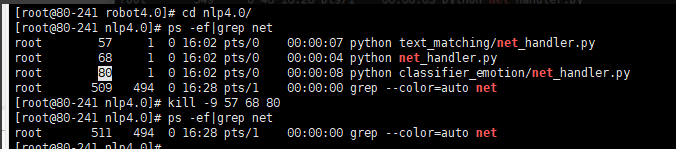 [root@80-241 robot4.0]# cd nlp4.0/
[root@80-241 nlp4.0]# ps -ef|grep net
root 57 1 0 16:02 pts/0 00:00:07 python text_matching/net_handler.py
root 68 1 0 16:02 pts/0 00:00:04 python net_handler.py
root 80 1 0 16:02 pts/0 00:00:08 python classifier_emotion/net_handler.py
root 509 494 0 16:28 pts/1 00:00:00 grep --color=auto net
[root@80-241 nlp4.0]# kill -9 57 68 80
[root@80-241 nlp4.0]# ps -ef|grep net
root 511 494 0 16:28 pts/1 00:00:00 grep --color=auto net
[root@80-241 nlp4.0]#